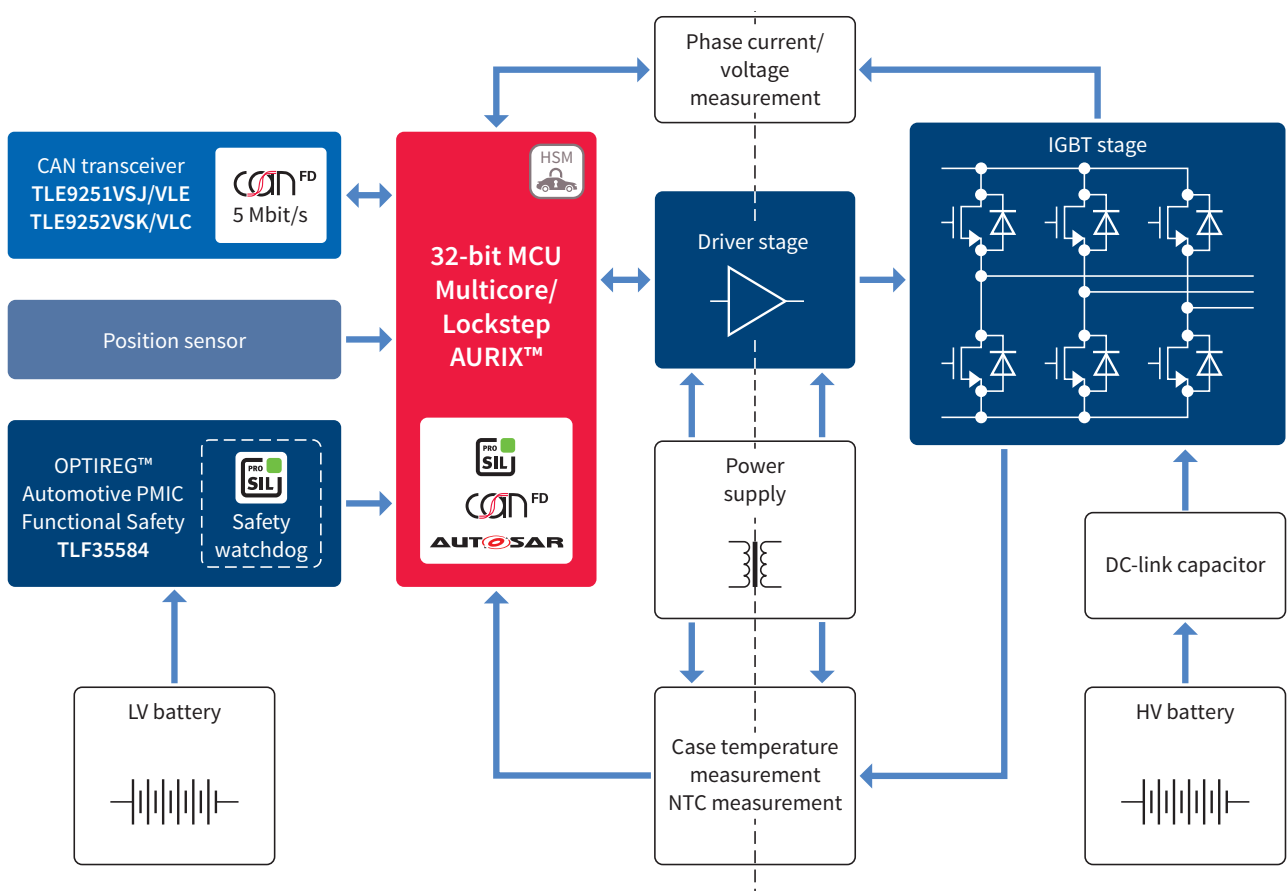 Phase current/
voltage
measurement
CAN transceiver
TLE9251VSJ/VLE
TLE9252VSK/VLC
CAN FD
5 Mbit/s
HSM
32-bit MCU
Multicore/
Lockstep
AURIX™
Driver stage
IGBT stage
Position sensor
OPTIREG™
Automotive PMIC
Functional Safety
TLF35584
PRO
SIL
Safety
watchdog
PRO
SIL
CAN FD
AUTOSAR
Power
supply
DC-link capacitor
LV battery
Case temperature
measurement
NTC measurement
HV battery